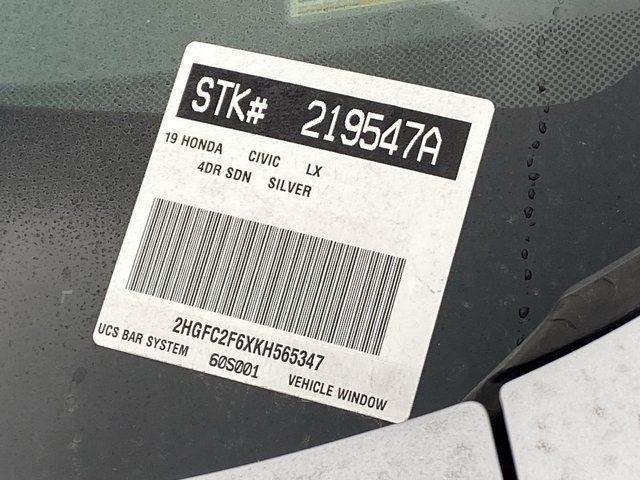 STK# 219547A
19 HONDA CIVIC LX
4DR SDN SILVER
2HGFC2F6XKH565347
UCS BAR SYSTEM 60S001 VEHICLE WINDOW